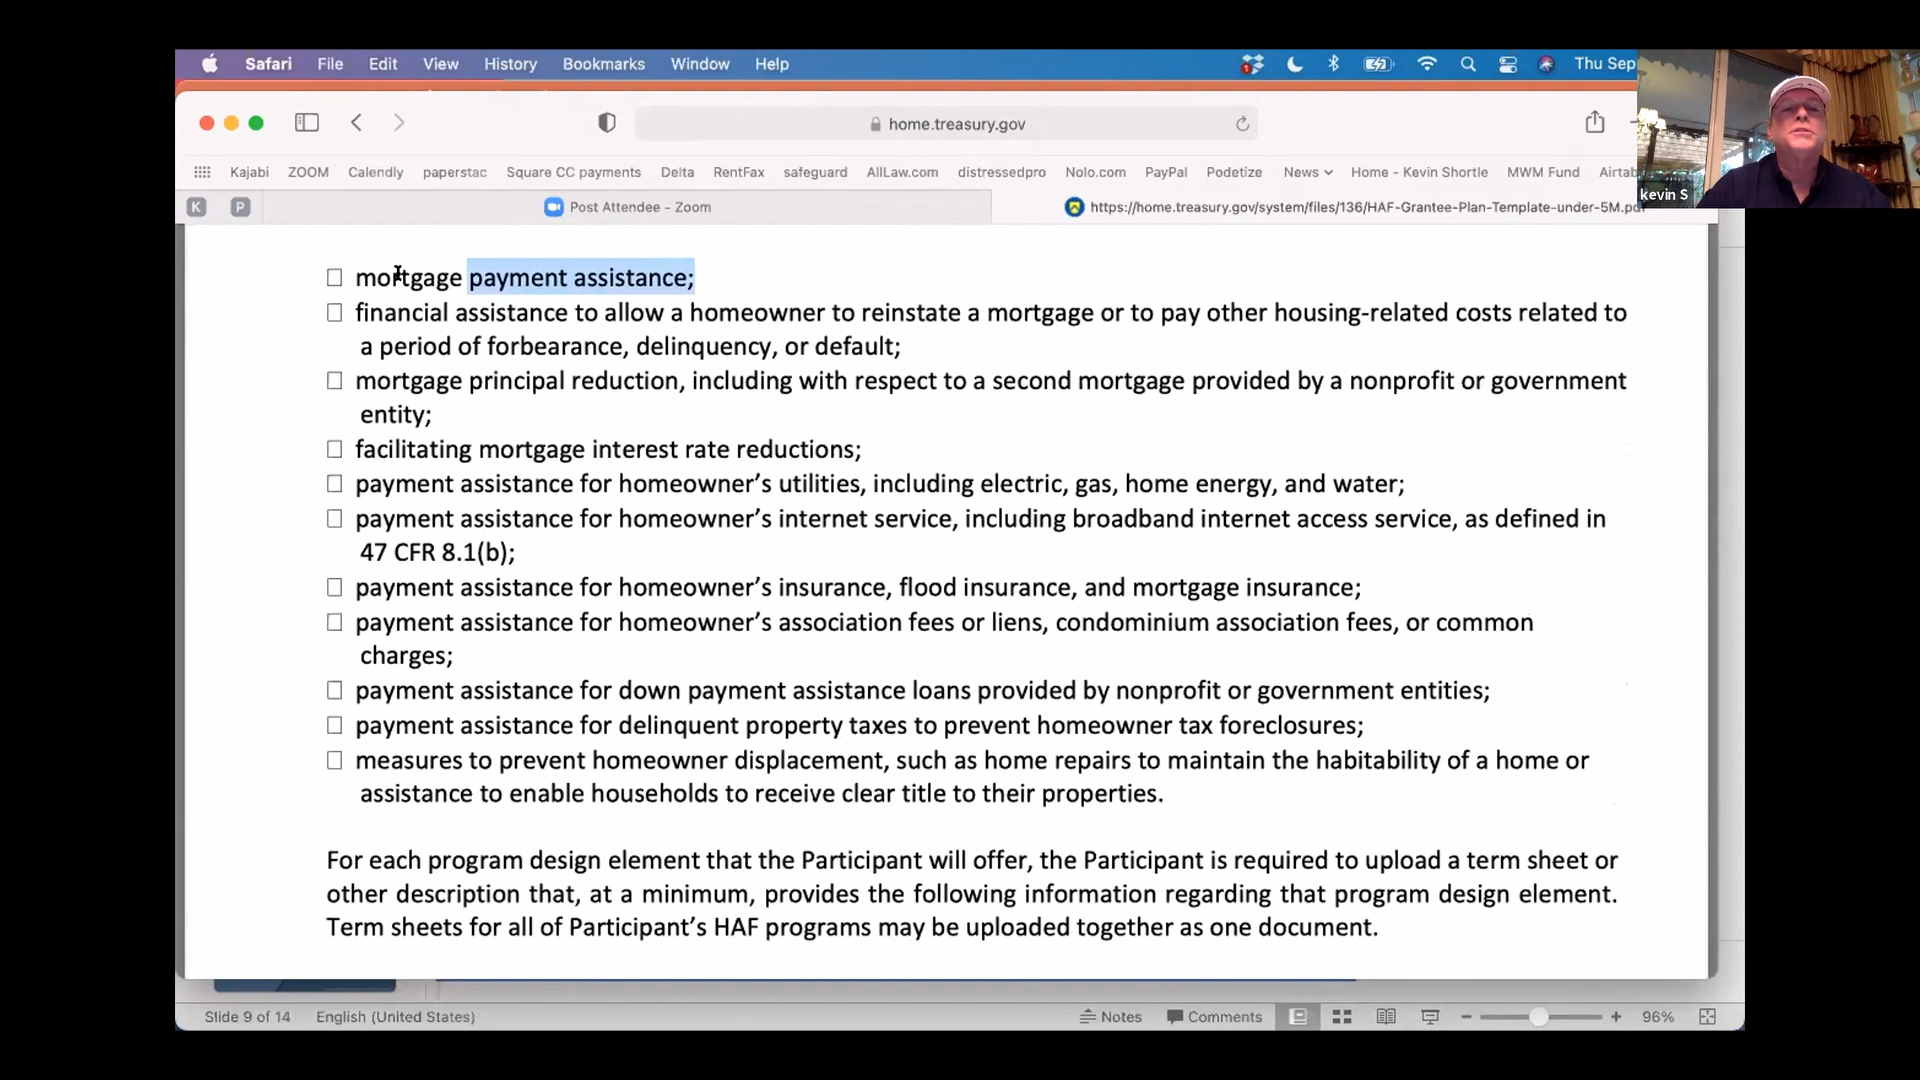 Safari File Edit View History Bookmarks Window Help
Thu Sep
home.treasury.gov
Kajabi ZOOM Calendly paperstac Square CC payments Delta RentFax safeguard AllLaw.com distressedpro Nolo.com PayPal Podetize News Home - Kevin Shortle MWM Fund Airtab
kevin S
K P Post Attendee - Zoom https://home.treasury.gov/system/files/136/HAF-Grantee-Plan-Template-under-5M.pdf
mortgage payment assistance;
financial assistance to allow a homeowner to reinstate a mortgage or to pay other housing-related costs related to
a period of forbearance, delinquency, or default;
mortgage principal reduction, including with respect to a second mortgage provided by a nonprofit or government
entity;
facilitating mortgage interest rate reductions;
payment assistance for homeowner’s utilities, including electric, gas, home energy, and water;
payment assistance for homeowner’s internet service, including broadband internet access service, as defined in
47 CFR 8.1(b);
payment assistance for homeowner’s insurance, flood insurance, and mortgage insurance;
payment assistance for homeowner’s association fees or liens, condominium association fees, or common
charges;
payment assistance for down payment assistance loans provided by nonprofit or government entities;
payment assistance for delinquent property taxes to prevent homeowner tax foreclosures;
measures to prevent homeowner displacement, such as home repairs to maintain the habitability of a home or
assistance to enable households to receive clear title to their properties.
For each program design element that the Participant will offer, the Participant is required to upload a term sheet or
other description that, at a minimum, provides the following information regarding that program design element.
Term sheets for all of Participant’s HAF programs may be uploaded together as one document.
Slide 9 of 14 English (United States) Notes Comments 96%